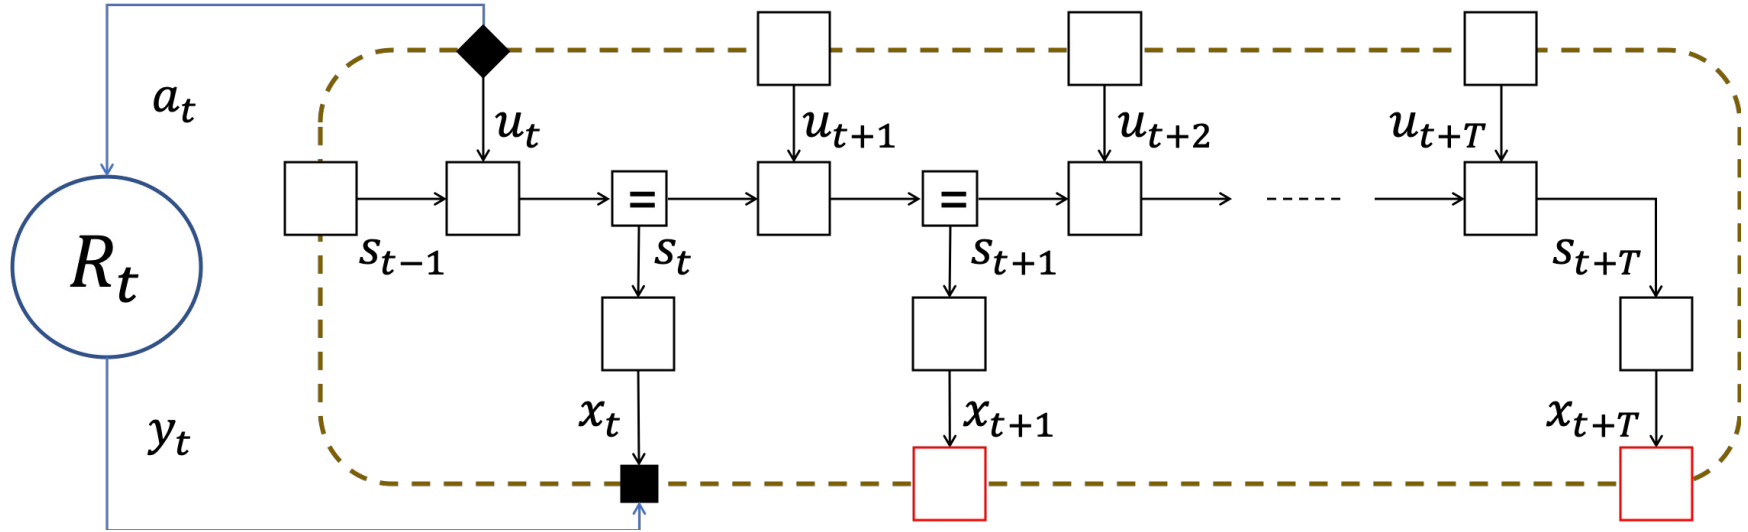 a_t
u_t
u_{t+1}
u_{t+2}
u_{t+T}
=
=
R_t
s_{t-1}
s_t
s_{t+1}
s_{t+T}
y_t
x_t
x_{t+1}
x_{t+T}